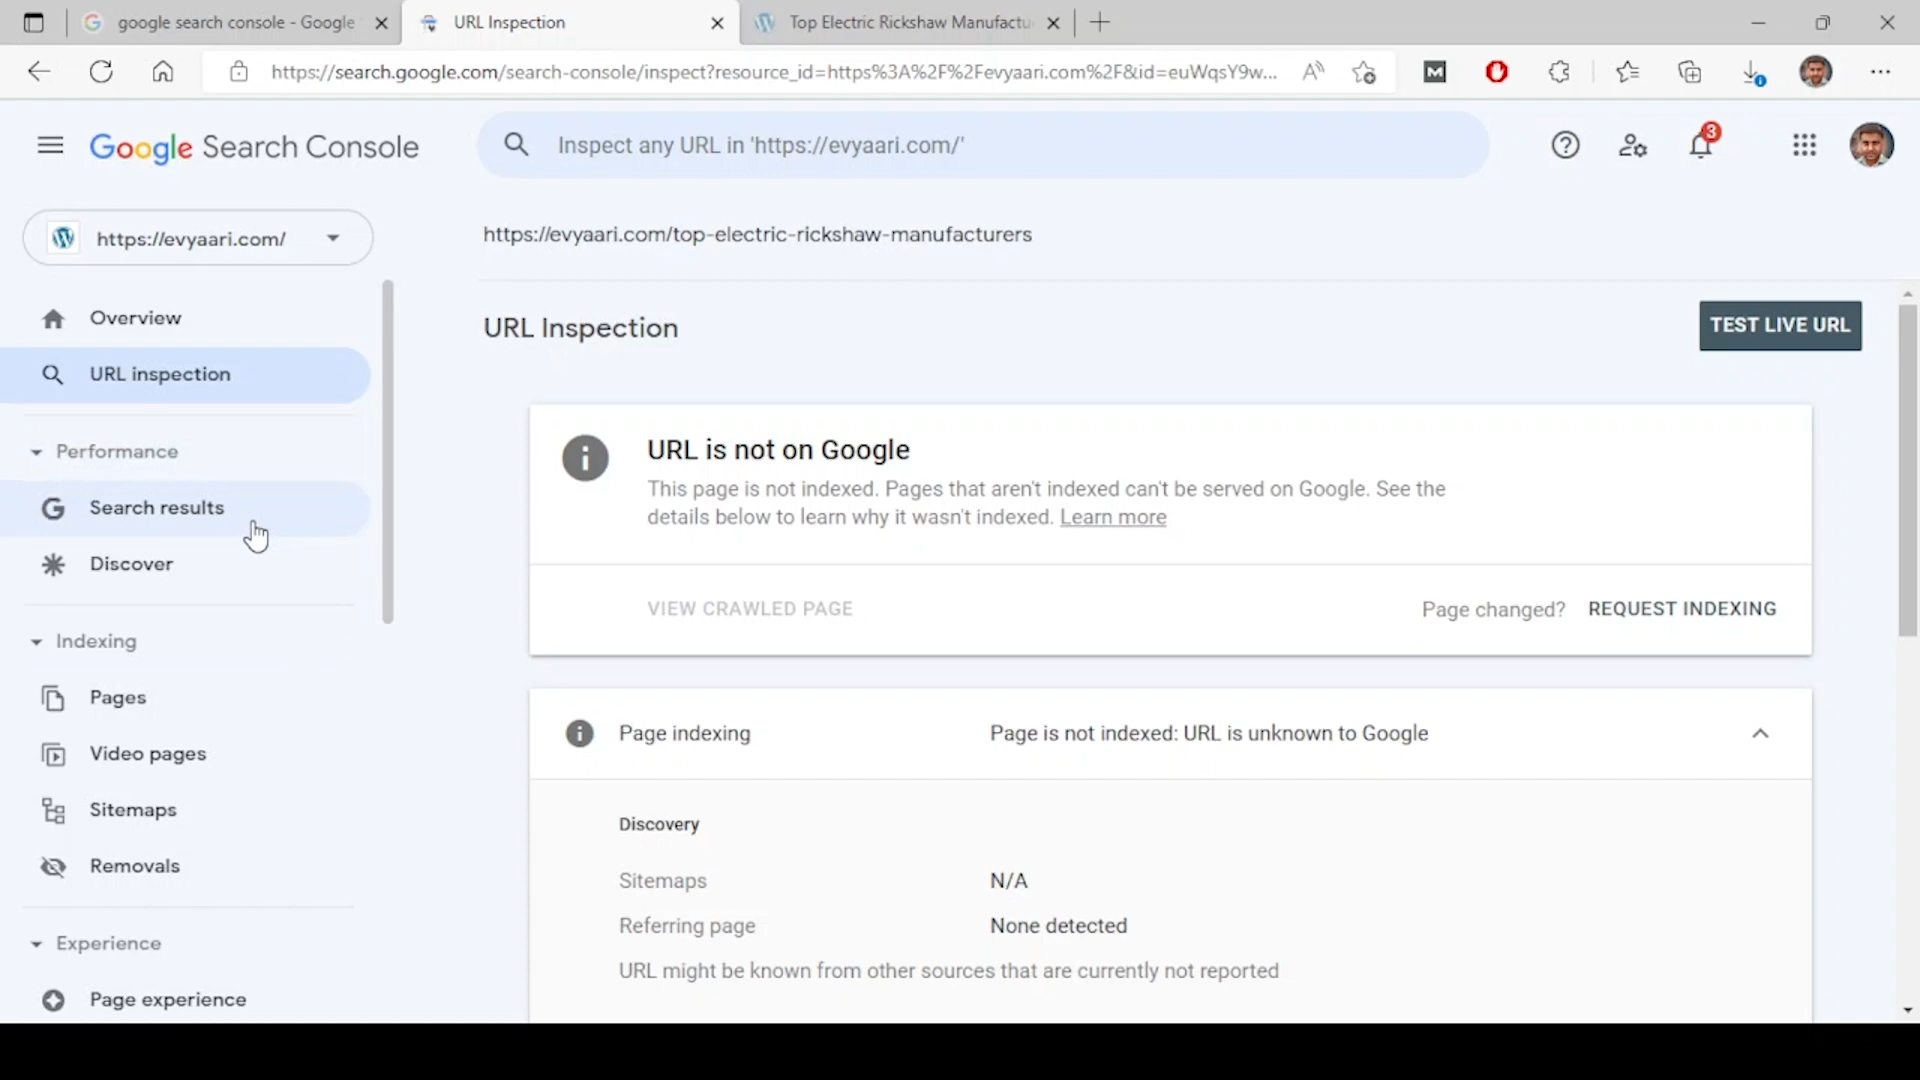 google search console - Google
URL Inspection
Top Electric Rickshaw Manufactu
https://search.google.com/search-console/inspect?resource_id=https%3A%2F%2Fevyaari.com%2F&id=euWqsY9w...
Google Search Console
Inspect any URL in 'https://evyaari.com/'
3
https://evyaari.com/
https://evyaari.com/top-electric-rickshaw-manufacturers
Overview
URL inspection
Performance
Search results
Discover
Indexing
Pages
Video pages
Sitemaps
Removals
Experience
Page experience
URL Inspection
TEST LIVE URL
URL is not on Google
This page is not indexed. Pages that aren't indexed can't be served on Google. See the
details below to learn why it wasn't indexed. Learn more
VIEW CRAWLED PAGE
Page changed? REQUEST INDEXING
Page indexing
Page is not indexed: URL is unknown to Google
Discovery
Sitemaps N/A
Referring page None detected
URL might be known from other sources that are currently not reported